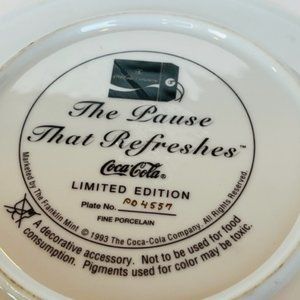 The Pause
That Refreshes™
Coca-Cola®
LIMITED EDITION
Plate No. PO4557
FINE PORCELAIN
Marketed by The Franklin Mint © 1993 The Coca-Cola Company. All Rights Reserved.
A decorative accessory. Not to be used for food
consumption. Pigments used for color may be toxic.